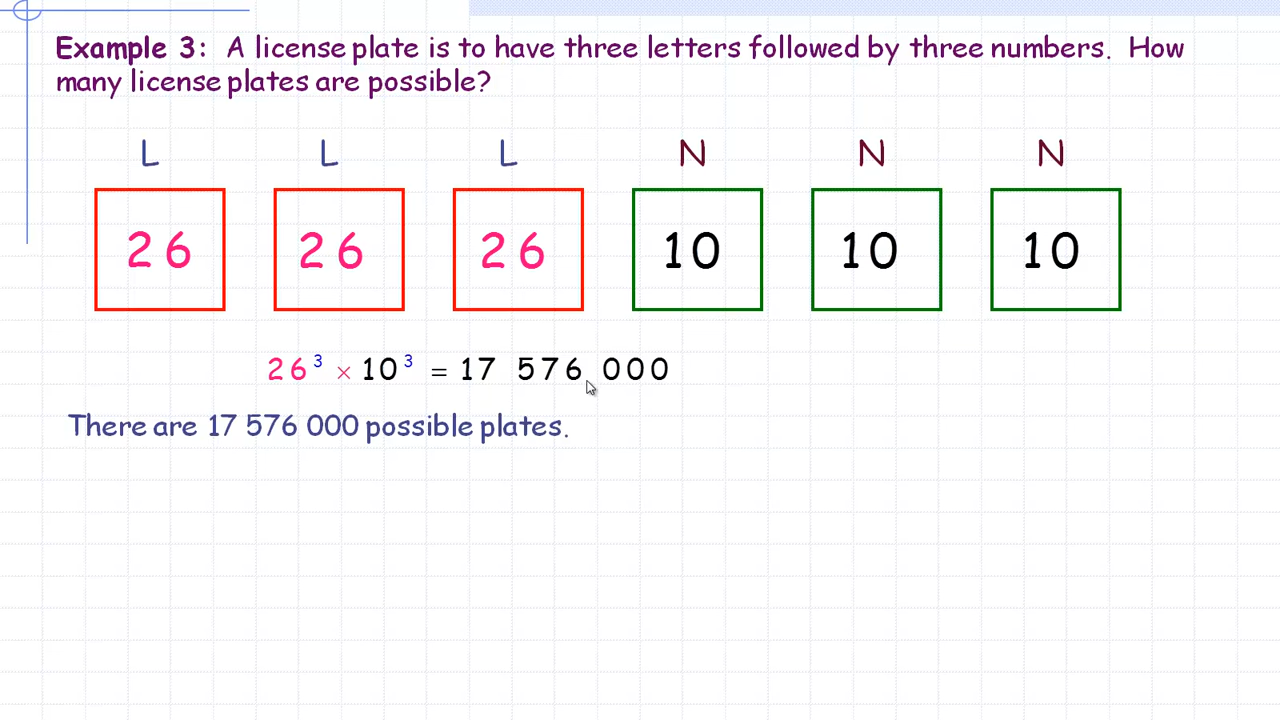 Example 3: A license plate is to have three letters followed by three numbers. How
many license plates are possible?
L L L N N N
26 26 26 10 10 10
26³ × 10³ = 17 576 000
There are 17 576 000 possible plates.